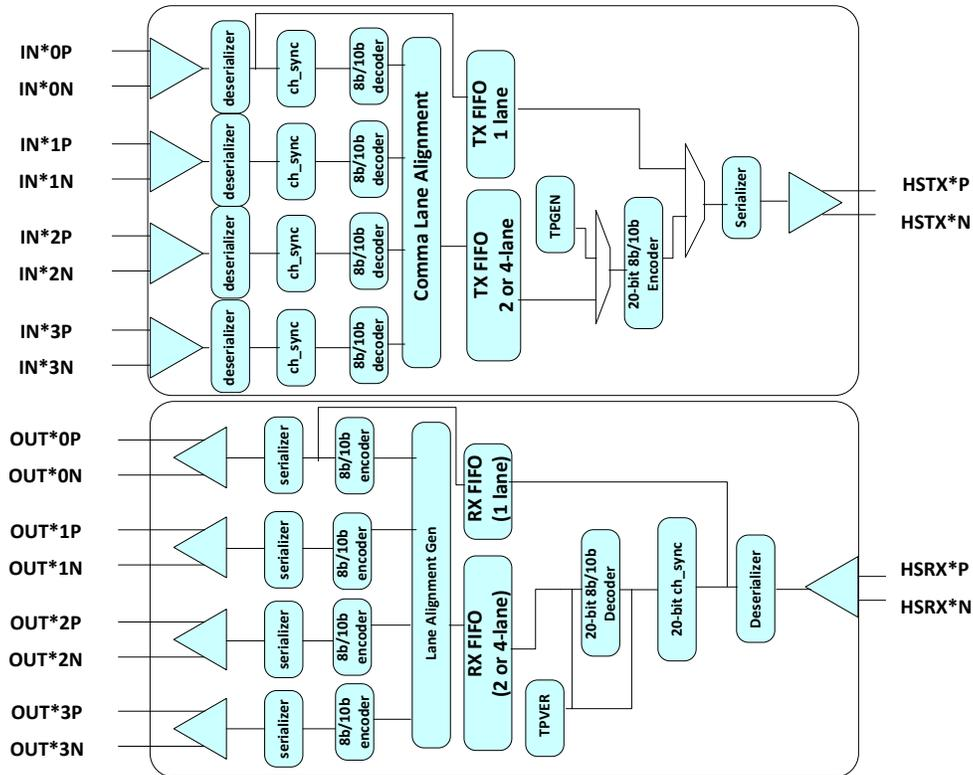 IN*0P
IN*0N
IN*1P
IN*1N
IN*2P
IN*2N
IN*3P
IN*3N
deserializer
deserializer
deserializer
deserializer
ch_sync
ch_sync
ch_sync
ch_sync
8b/10b
decoder
8b/10b
decoder
8b/10b
decoder
8b/10b
decoder
Comma Lane Alignment
TX FIFO
1 lane
TX FIFO
2 or 4-lane
TPGEN
20-bit 8b/10b
Encoder
Serializer
HSTX*P
HSTX*N
OUT*0P
OUT*0N
OUT*1P
OUT*1N
OUT*2P
OUT*2N
OUT*3P
OUT*3N
serializer
serializer
serializer
serializer
8b/10b
encoder
8b/10b
encoder
8b/10b
encoder
8b/10b
encoder
Lane Alignment Gen
RX FIFO
(1 lane)
RX FIFO
(2 or 4-lane)
TPVER
20-bit 8b/10b
Decoder
20-bit ch_sync
Deserializer
HSRX*P
HSRX*N